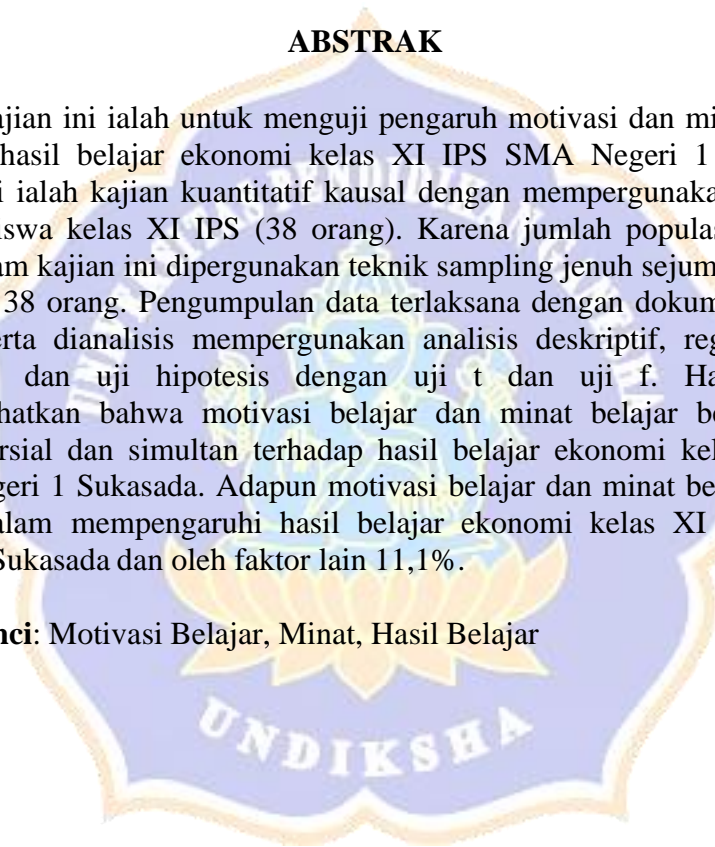 ABSTRAK
ajian ini ialah untuk menguji pengaruh motivasi dan mi
hasil belajar ekonomi kelas XI IPS SMA Negeri 1
i ialah kajian kuantitatif kausal dengan mempergunaka
iswa kelas XI IPS (38 orang). Karena jumlah populas
am kajian ini dipergunakan teknik sampling jenuh sejum
38 orang. Pengumpulan data terlaksana dengan dokum
erta dianalisis mempergunakan analisis deskriptif, reg
dan uji hipotesis dengan uji t dan uji f. Ha
hatkan bahwa motivasi belajar dan minat belajar be
rsial dan simultan terhadap hasil belajar ekonomi kel
geri 1 Sukasada. Adapun motivasi belajar dan minat be
alam mempengaruhi hasil belajar ekonomi kelas XI
Sukasada dan oleh faktor lain 11,1%.
nci: Motivasi Belajar, Minat, Hasil Belajar
UNDIKSHA